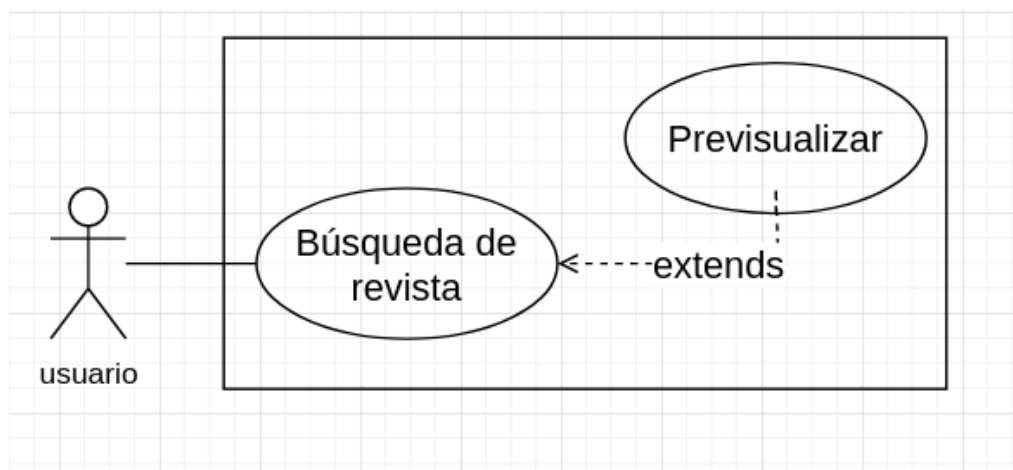 Previsualizar
Búsqueda de
revista
extends
usuario